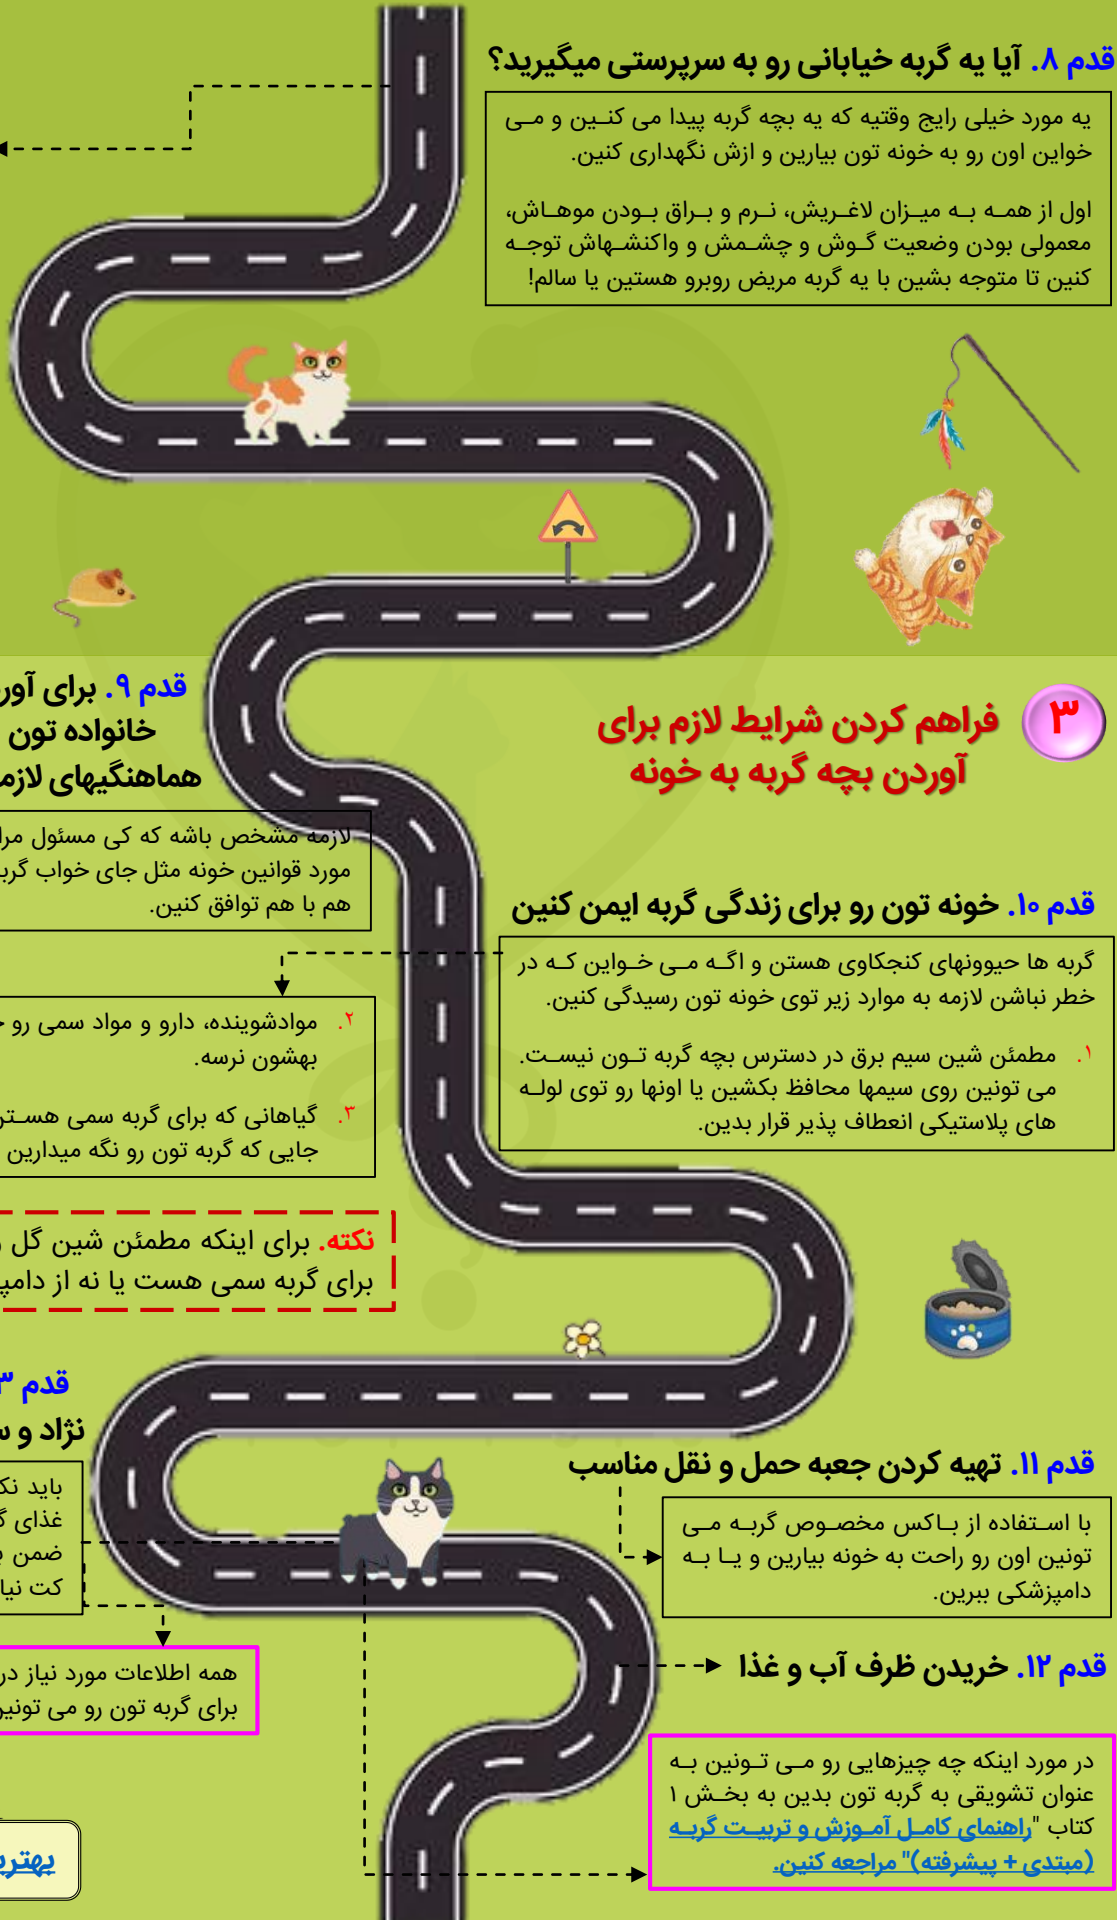 قدم ۸. آیا یه گربه خیابانی رو به سرپرستی میگیرید؟
یه مورد خیلی رایج وقتیه که یه بچه گربه پیدا می کنین و می
خواین اون رو به خونه تون بیارین و ازش نگهداری کنین.
اول از همه به میزان لاغریش، نرم و براق بودن موهاش،
معمولی بودن وضعیت گوش و چشمش و واکنشهاش توجه
کنین تا متوجه بشین با یه گربه مریض روبرو هستین یا سالم!
۳
فراهم کردن شرایط لازم برای
آوردن بچه گربه به خونه
قدم ۹. برای آور
خانواده تون
هماهنگیهای لازم
لازمه مشخص باشه که کی مسئول مرا
مورد قوانین خونه مثل جای خواب گرب
هم با هم توافق کنین.
قدم ۱۰. خونه تون رو برای زندگی گربه ایمن کنین
گربه ها حیوونهای کنجکاوی هستن و اگه می خواین که در
خطر نباشن لازمه به موارد زیر توی خونه تون رسیدگی کنین.
۱. مطمئن شین سیم برق در دسترس بچه گربه تون نیست.
می تونین روی سیمها محافظ بکشین یا اونها رو توی لوله
های پلاستیکی انعطاف پذیر قرار بدین.
۲. موادشوینده، دارو و مواد سمی رو
بهشون نرسه.
۳. گیاهانی که برای گربه سمی هستن
جایی که گربه تون رو نگه میدارین
نکته. برای اینکه مطمئن شین گل
برای گربه سمی هست یا نه از دامپ
قدم ۱۱. تهیه کردن جعبه حمل و نقل مناسب
با استفاده از باکس مخصوص گربه می
تونین اون رو راحت به خونه بیارین و یا به
دامپزشکی ببرین.
قدم ۱۲. خریدن ظرف آب و غذا
در مورد اینکه چه چیزهایی رو می تونین به
عنوان تشویقی به گربه تون بدین به بخش ۱
کتاب "راهنمای کامل آموزش و تربیت گربه
(مبتدی + پیشرفته)" مراجعه کنین.
قدم ۳
نژاد و س
باید نک
غذای گ
ضمن ب
کت نیا
همه اطلاعات مورد نیاز در
برای گربه تون رو می تونین
بهتری